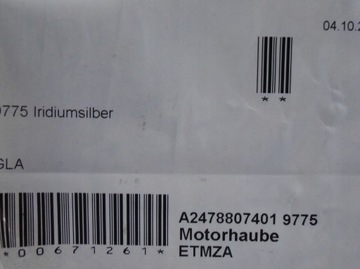 04.10.2
* *
9775 Iridiumsilber
GLA
A2478807401 9775
Motorhaube
ETMZA
*00671261*